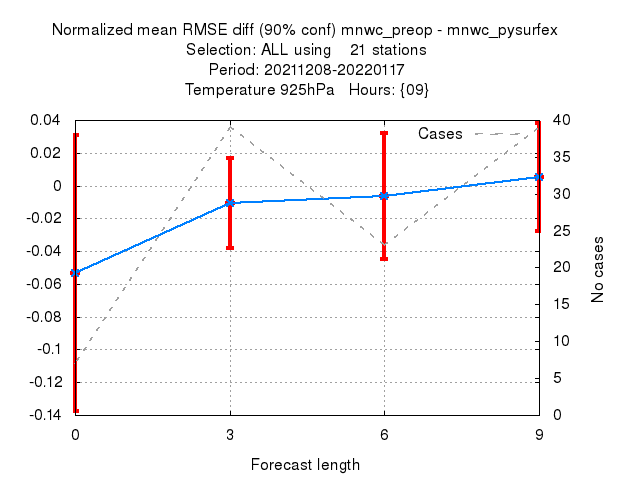 Normalized mean RMSE diff (90% conf) mnwc_preop - mnwc_pysurfex
Selection: ALL using    21 stations
Period: 20211208-20220117
Temperature 925hPa   Hours: {09}
Cases
0.04
0.02
0
-0.02
-0.04
-0.06
-0.08
-0.1
-0.12
-0.14
40
35
30
25
20
15
10
5
0
No cases
0 3 6 9
Forecast length